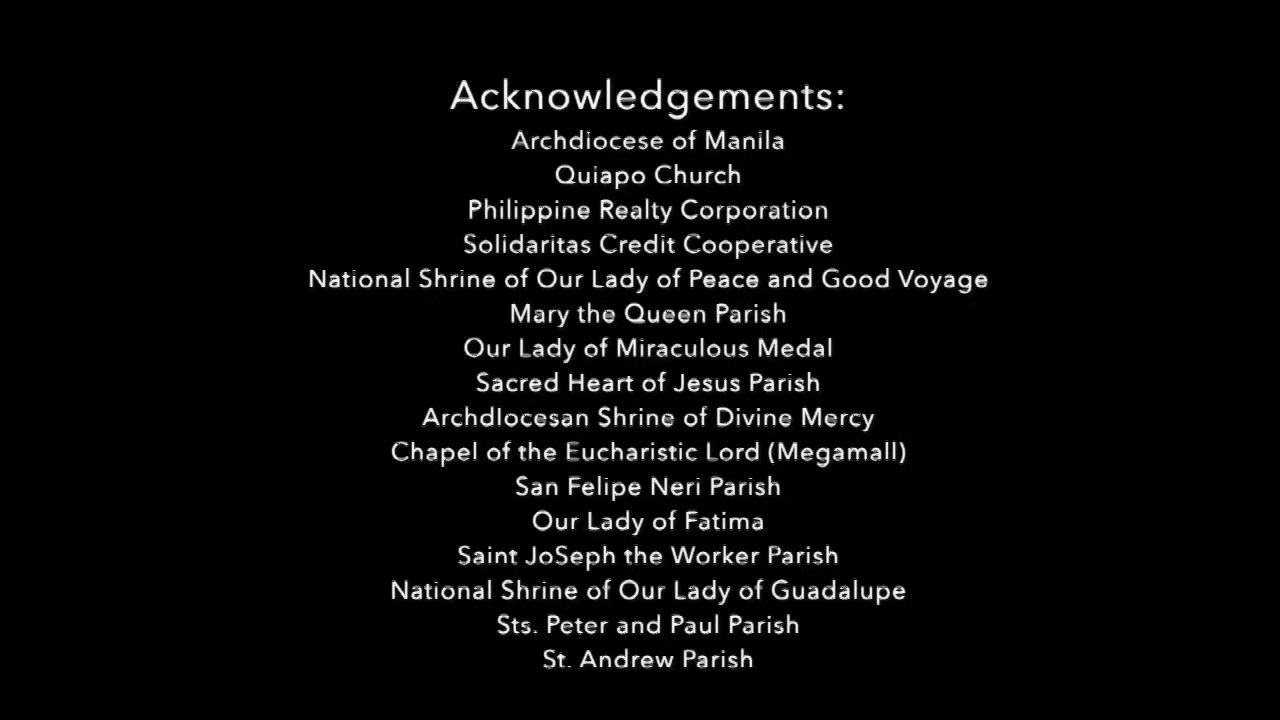 Acknowledgements:
Archdiocese of Manila
Quiapo Church
Philippine Realty Corporation
Solidaritas Credit Cooperative
National Shrine of Our Lady of Peace and Good Voyage
Mary the Queen Parish
Our Lady of Miraculous Medal
Sacred Heart of Jesus Parish
ArchdIocesan Shrine of Divine Mercy
Chapel of the Eucharistic Lord (Megamall)
San Felipe Neri Parish
Our Lady of Fatima
Saint JoSeph the Worker Parish
National Shrine of Our Lady of Guadalupe
Sts. Peter and Paul Parish
St. Andrew Parish